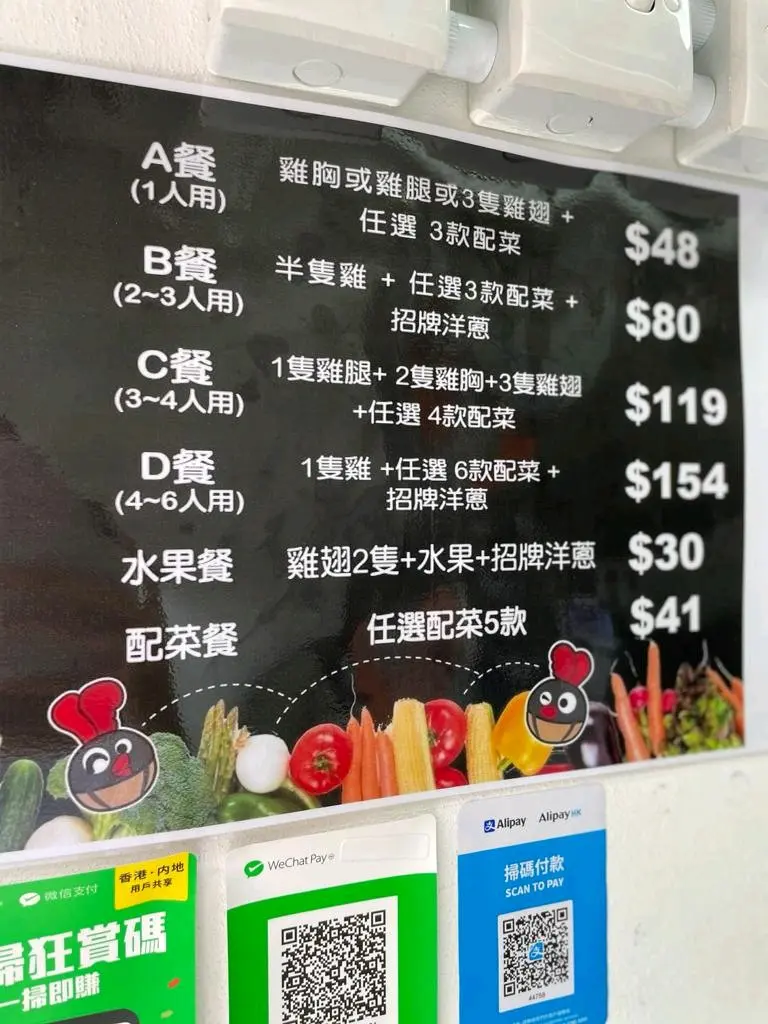 A餐
(1人用)
雞胸或雞腿或3隻雞翅 +
任選 3款配菜
$48
B餐
(2~3人用)
半隻雞 + 任選3款配菜 +
招牌洋蔥
$80
C餐
(3~4人用)
1隻雞腿+ 2隻雞胸+3隻雞翅
+任選 4款配菜
$119
D餐
(4~6人用)
1隻雞 +任選 6款配菜 +
招牌洋蔥
$154
水果餐
雞翅2隻+水果+招牌洋蔥
$30
配菜餐
任選配菜5款
$41
微信支付
香港·內地
用戶共享
掃狂賞碼
一掃即賺
WeChat Pay
Alipay
AlipayHK
掃碼付款
SCAN TO PAY
44758